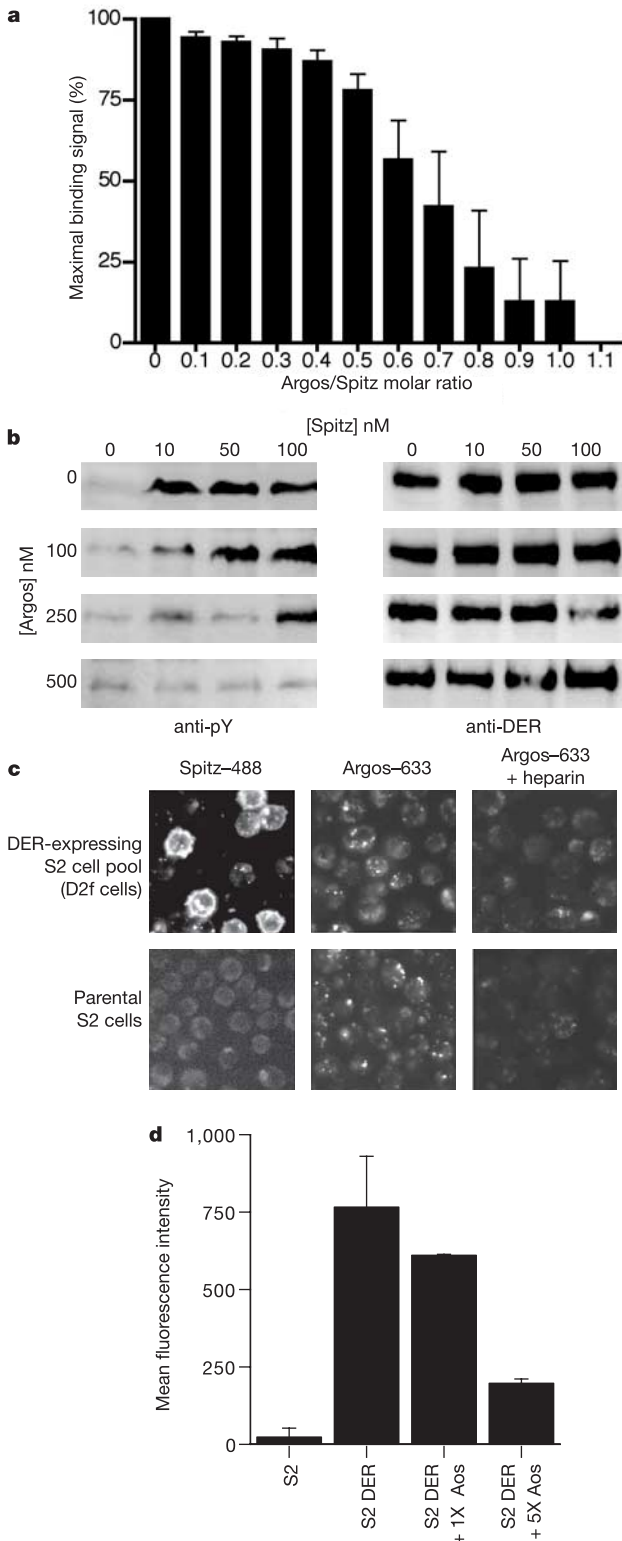 a
Maximal binding signal (%)
100
75
50
25
0
0 0.1 0.2 0.3 0.4 0.5 0.6 0.7 0.8 0.9 1.0 1.1
Argos/Spitz molar ratio
b
[Spitz] nM
0 10 50 100 0 10 50 100
[Argos] nM
0
100
250
500
anti-pY anti-DER
c
Spitz–488 Argos–633 Argos–633
+ heparin
DER-expressing
S2 cell pool
(D2f cells)
Parental
S2 cells
d
Mean fluorescence intensity
1,000
750
500
250
0
S2
S2 DER
S2 DER
+ 1X Aos
S2 DER
+ 5X Aos